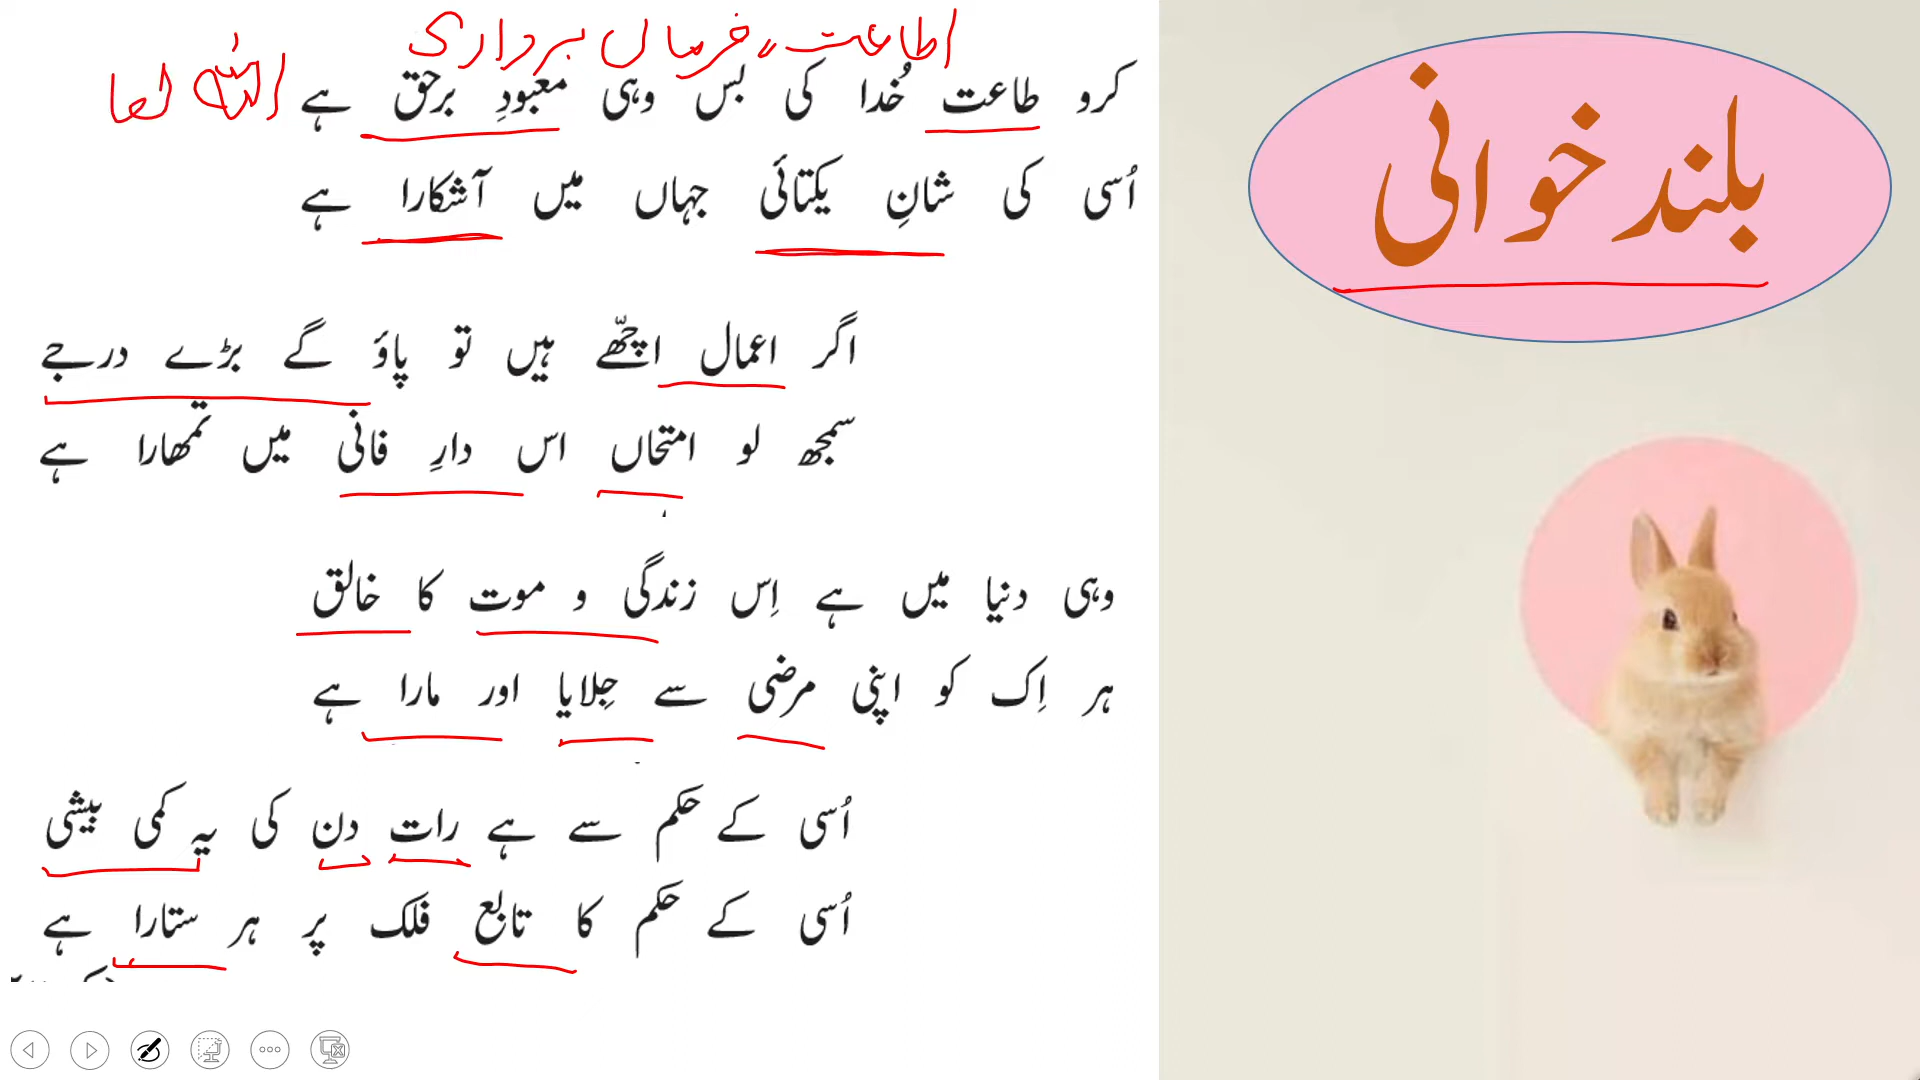 اطاعت، فرماں برداری
کرو طاعت خُدا کی بس وہی معبودِ برحق ہے
اللہ
اُسی کی شانِ یکتائی جہاں میں آشکارا ہے
اگر اعمال اچھّے ہیں تو پاؤ گے بڑے درجے
سمجھ لو امتحاں اس دارِ فانی میں تمھارا ہے
وہی دنیا میں ہے اِس زندگی و موت کا خالق
ہر اِک کو اپنی مرضی سے جِلایا اور مارا ہے
اُسی کے حکم سے ہے رات دن کی یہ کمی بیشی
اُسی کے حکم کا تابع فلک پر ہر ستارا ہے
بلند خوانی